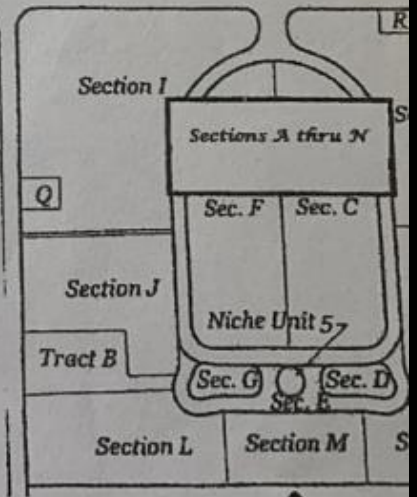 R
Section I
S
Sections A thru N
Q
Sec. F
Sec. C
Section J
Niche Unit 5
Tract B
Sec. G
Sec. D
Sec. E
Section L
Section M
S